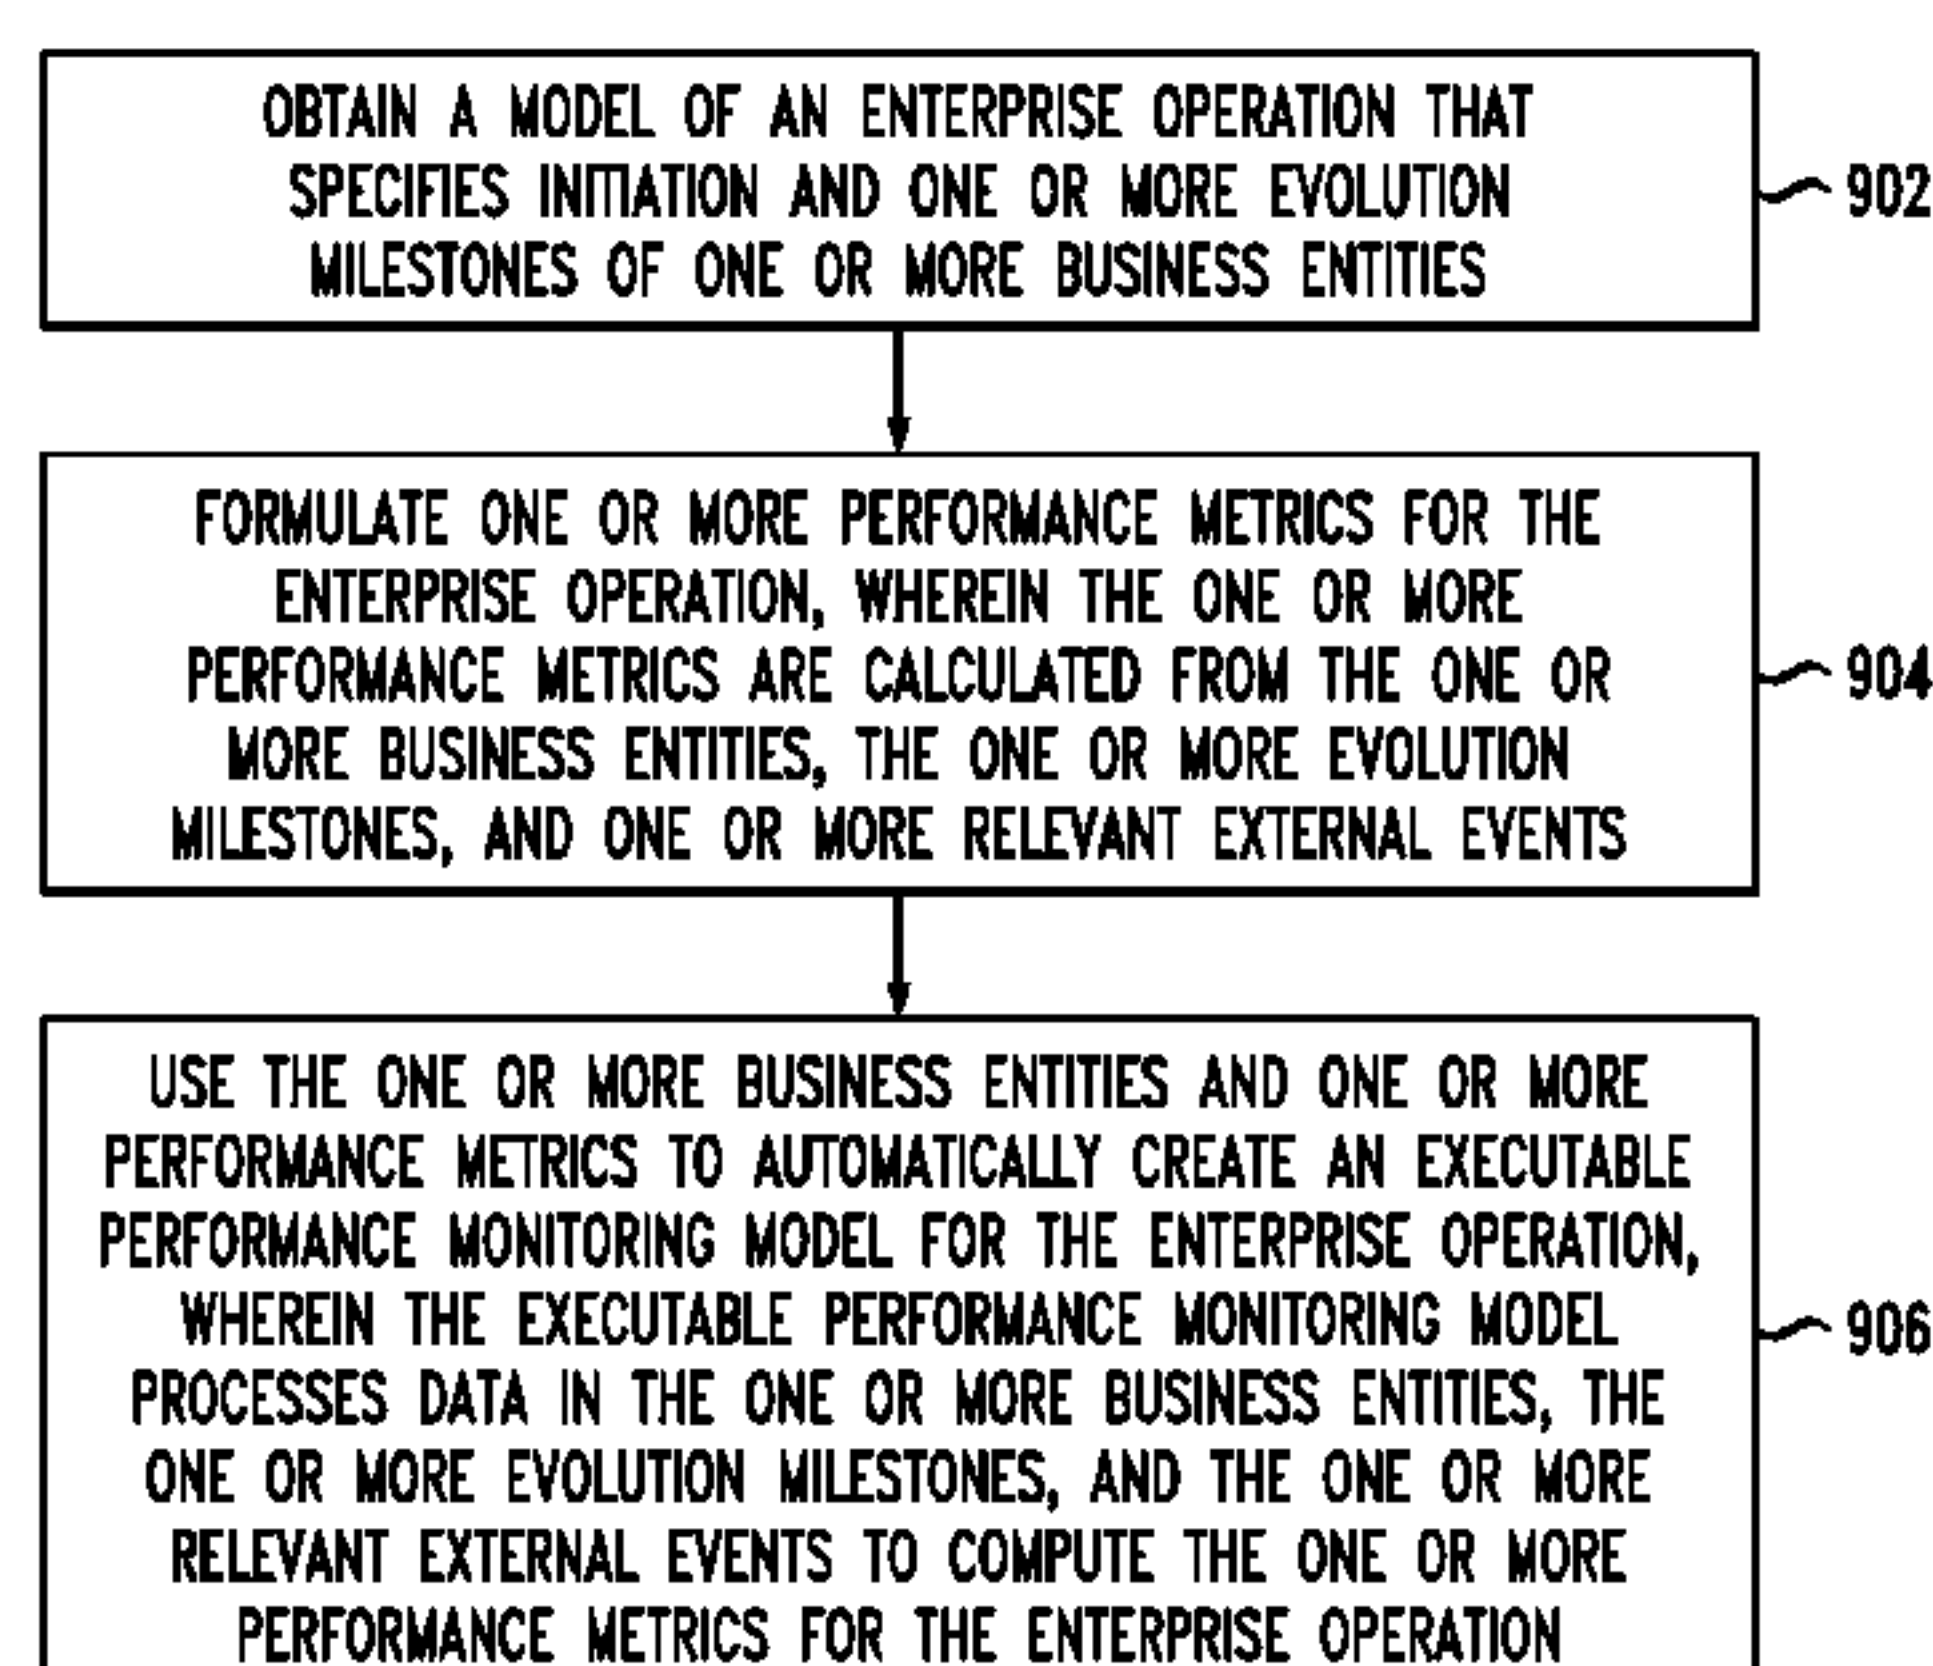 OBTAIN A MODEL OF AN ENTERPRISE OPERATION THAT
SPECIFIES INITIATION AND ONE OR MORE EVOLUTION
MILESTONES OF ONE OR MORE BUSINESS ENTITIES
902
FORMULATE ONE OR MORE PERFORMANCE METRICS FOR THE
ENTERPRISE OPERATION, WHEREIN THE ONE OR MORE
PERFORMANCE METRICS ARE CALCULATED FROM THE ONE OR
MORE BUSINESS ENTITIES, THE ONE OR MORE EVOLUTION
MILESTONES, AND ONE OR MORE RELEVANT EXTERNAL EVENTS
904
USE THE ONE OR MORE BUSINESS ENTITIES AND ONE OR MORE
PERFORMANCE METRICS TO AUTOMATICALLY CREATE AN EXECUTABLE
PERFORMANCE MONITORING MODEL FOR THE ENTERPRISE OPERATION,
WHEREIN THE EXECUTABLE PERFORMANCE MONITORING MODEL
PROCESSES DATA IN THE ONE OR MORE BUSINESS ENTITIES, THE
ONE OR MORE EVOLUTION MILESTONES, AND THE ONE OR MORE
RELEVANT EXTERNAL EVENTS TO COMPUTE THE ONE OR MORE
PERFORMANCE METRICS FOR THE ENTERPRISE OPERATION
906